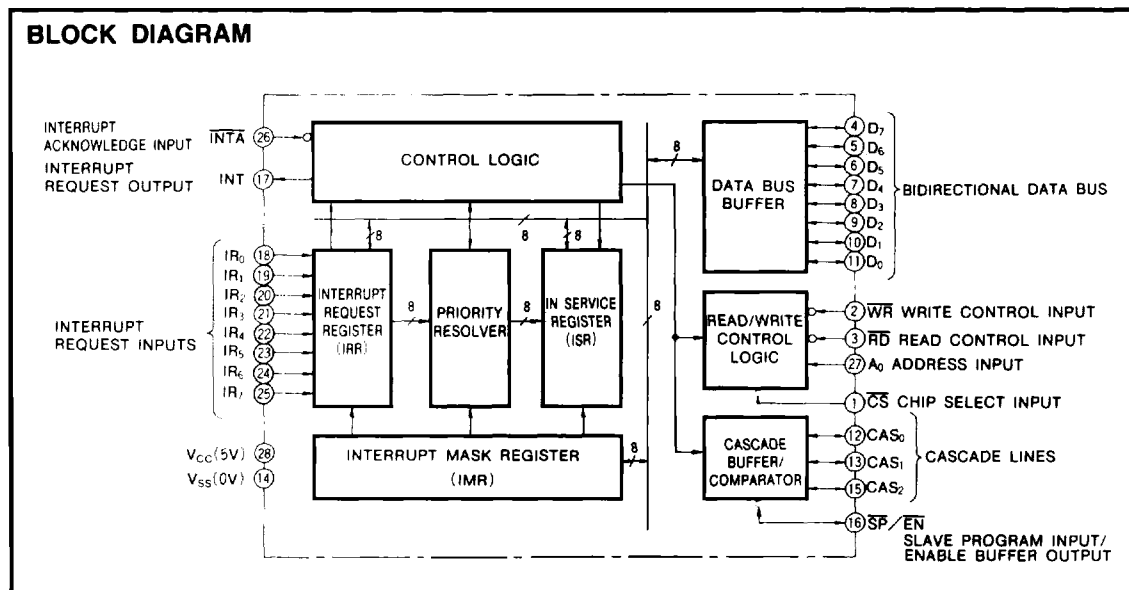 BLOCK DIAGRAM
INTERRUPT
ACKNOWLEDGE INPUT
INTERRUPT
REQUEST OUTPUT
I̅N̅T̅A̅ 26
INT 17
CONTROL LOGIC
8
8
8
8
INTERRUPT
REQUEST INPUTS
IR₀ 18
IR₁ 19
IR₂ 20
IR₃ 21
IR₄ 22
IR₅ 23
IR₆ 24
IR₇ 25
INTERRUPT
REQUEST
REGISTER
(IRR)
8
PRIORITY
RESOLVER
8
IN SERVICE
REGISTER
(ISR)
8
VCC(5V) 28
VSS(0V) 14
INTERRUPT MASK REGISTER
(IMR)
8
DATA BUS
BUFFER
4 D₇
5 D₆
6 D₅
7 D₄
8 D₃
9 D₂
10 D₁
11 D₀
BIDIRECTIONAL DATA BUS
READ/WRITE
CONTROL
LOGIC
2 W̅R̅ WRITE CONTROL INPUT
3 R̅D̅ READ CONTROL INPUT
27 A₀ ADDRESS INPUT
1 C̅S̅ CHIP SELECT INPUT
CASCADE
BUFFER/
COMPARATOR
12 CAS₀
13 CAS₁
15 CAS₂
CASCADE LINES
16 S̅P̅/E̅N̅
SLAVE PROGRAM INPUT/
ENABLE BUFFER OUTPUT